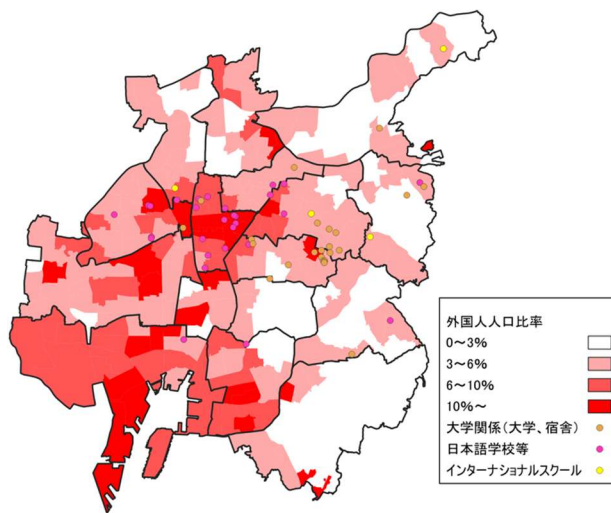 外国人人口比率
0～3%
3～6%
6～10%
10%～
大学関係(大学、宿舎)
日本語学校等
インターナショナルスクール